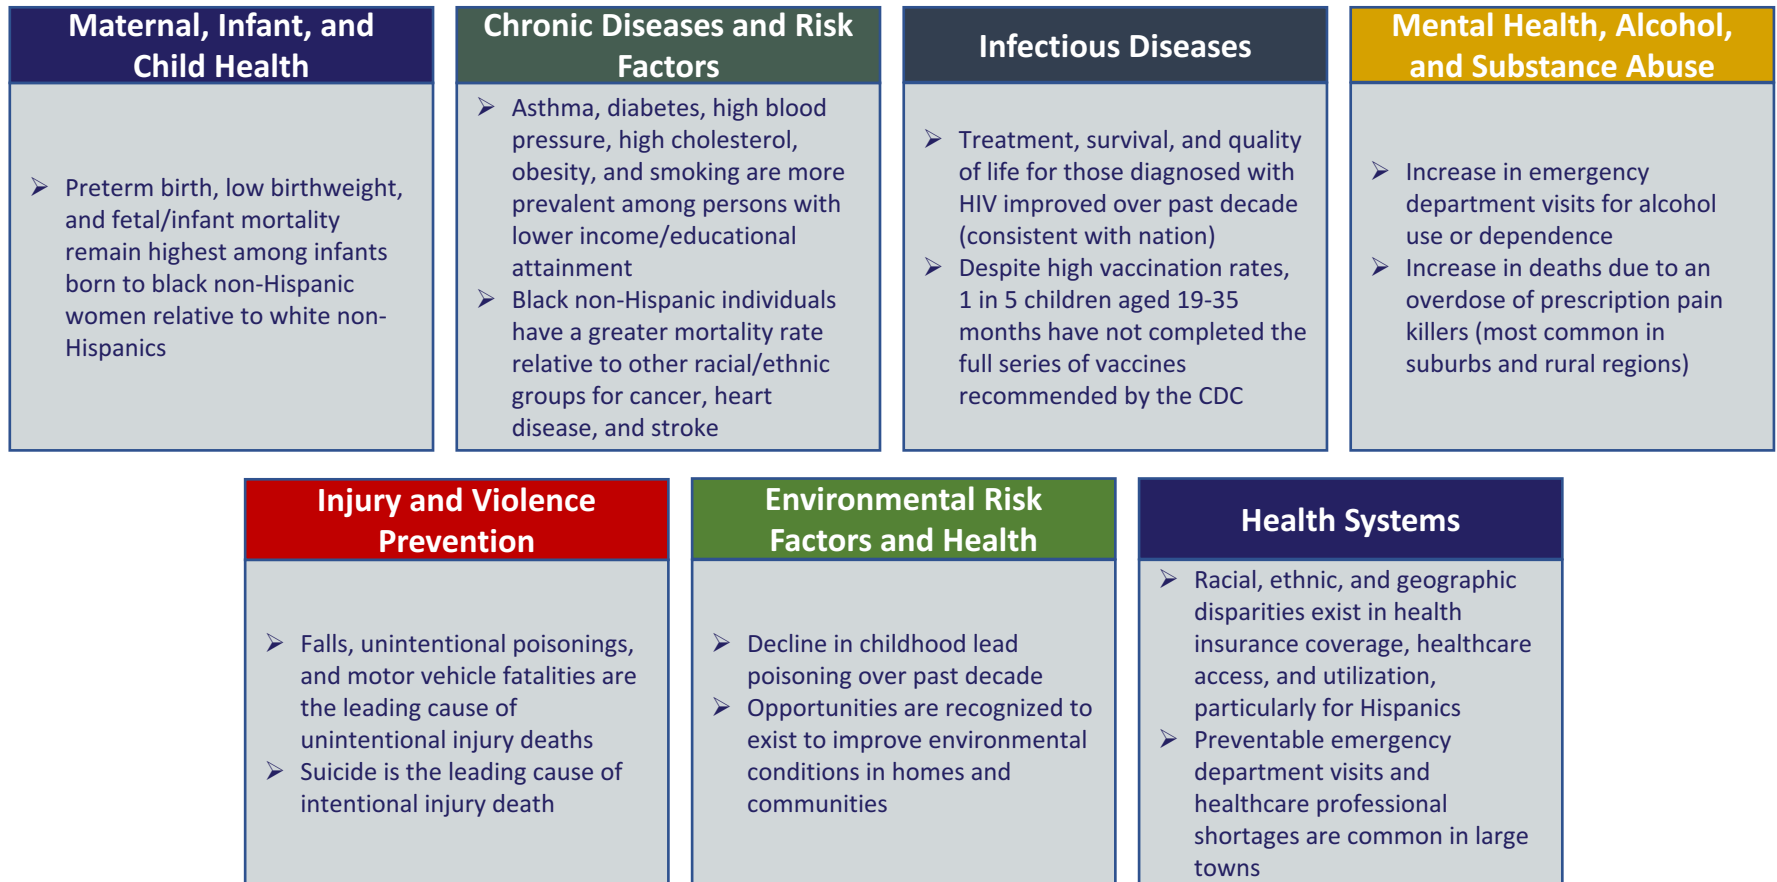 Maternal, Infant, and
Child Health
➢ Preterm birth, low birthweight,
and fetal/infant mortality
remain highest among infants
born to black non-Hispanic
women relative to white non-
Hispanics
Chronic Diseases and Risk
Factors
➢ Asthma, diabetes, high blood
pressure, high cholesterol,
obesity, and smoking are more
prevalent among persons with
lower income/educational
attainment
➢ Black non-Hispanic individuals
have a greater mortality rate
relative to other racial/ethnic
groups for cancer, heart
disease, and stroke
Infectious Diseases
➢ Treatment, survival, and quality
of life for those diagnosed with
HIV improved over past decade
(consistent with nation)
➢ Despite high vaccination rates,
1 in 5 children aged 19-35
months have not completed the
full series of vaccines
recommended by the CDC
Mental Health, Alcohol,
and Substance Abuse
➢ Increase in emergency
department visits for alcohol
use or dependence
➢ Increase in deaths due to an
overdose of prescription pain
killers (most common in
suburbs and rural regions)
Injury and Violence
Prevention
➢ Falls, unintentional poisonings,
and motor vehicle fatalities are
the leading cause of
unintentional injury deaths
➢ Suicide is the leading cause of
intentional injury death
Environmental Risk
Factors and Health
➢ Decline in childhood lead
poisoning over past decade
➢ Opportunities are recognized to
exist to improve environmental
conditions in homes and
communities
Health Systems
➢ Racial, ethnic, and geographic
disparities exist in health
insurance coverage, healthcare
access, and utilization,
particularly for Hispanics
➢ Preventable emergency
department visits and
healthcare professional
shortages are common in large
towns